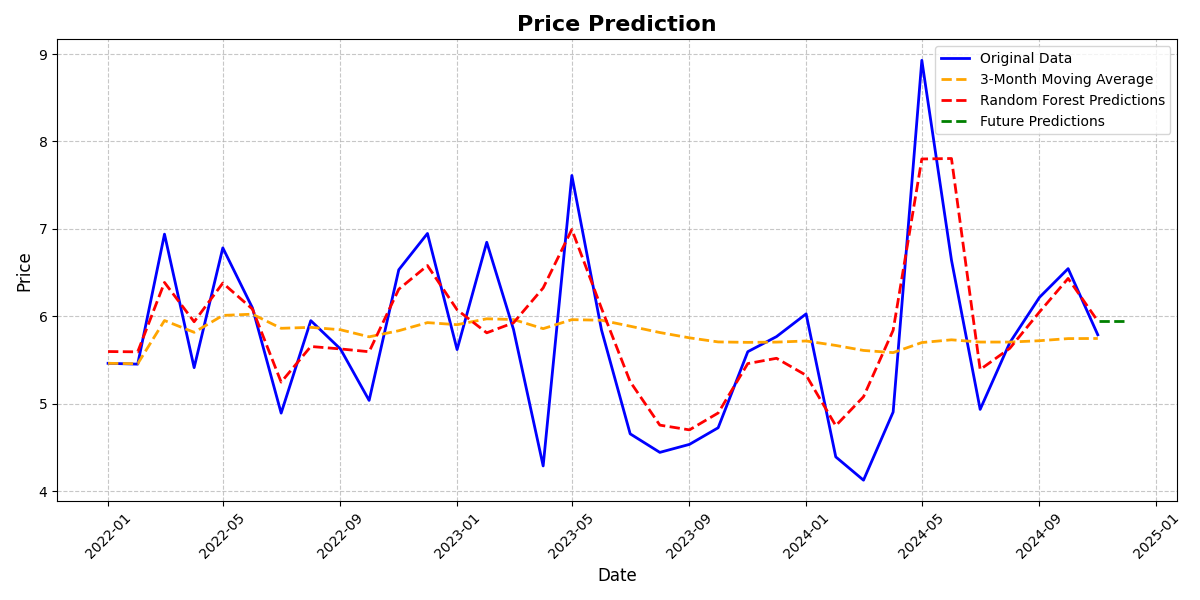 Price Prediction
Original Data
3-Month Moving Average
Random Forest Predictions
Future Predictions
9
8
7
6
5
4
Price
2022-01
2022-05
2022-09
2023-01
2023-05
2023-09
2024-01
2024-05
2024-09
2025-01
Date